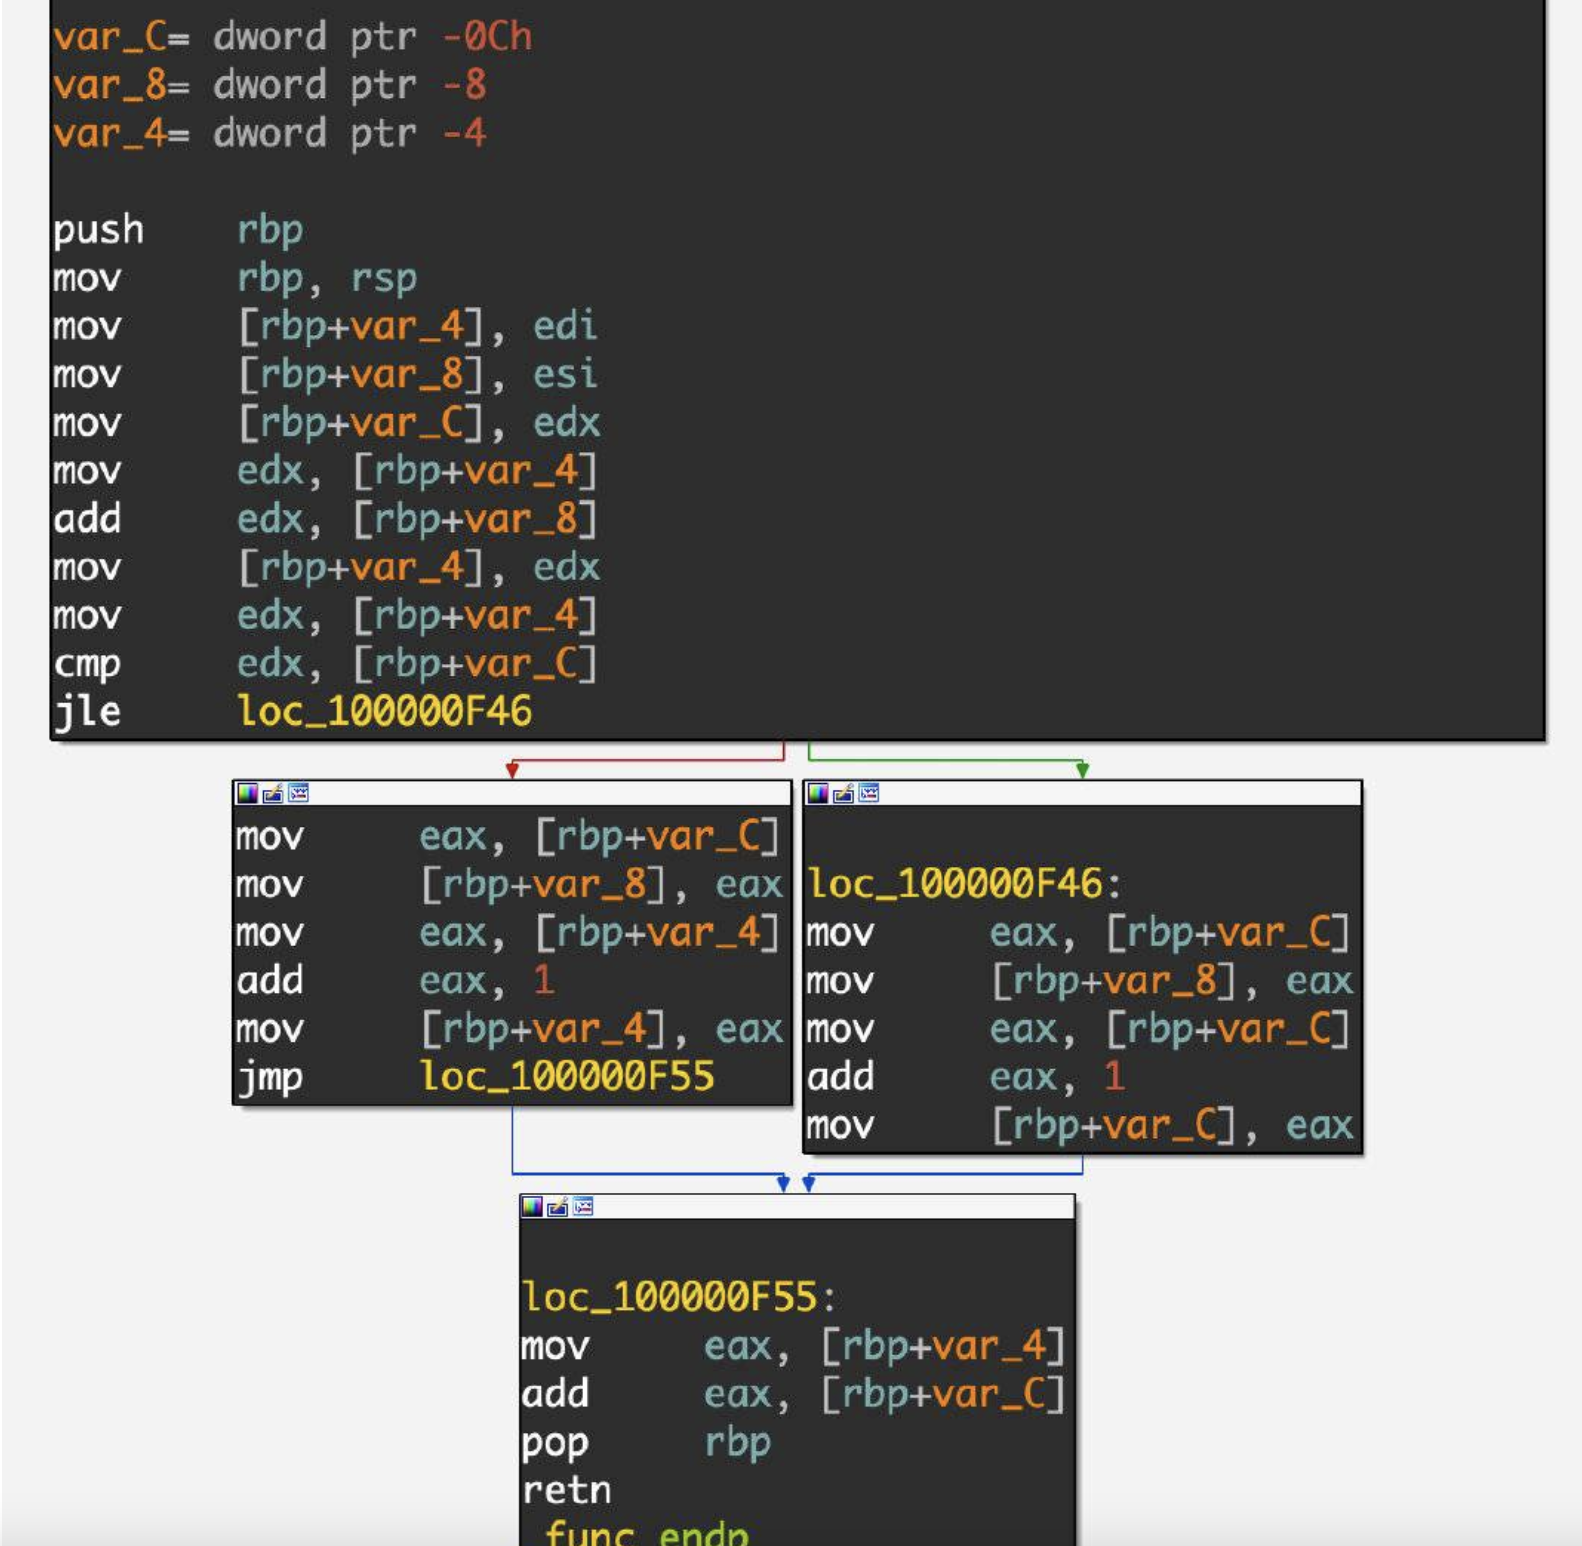 var_C= dword ptr -0Ch
var_8= dword ptr -8
var_4= dword ptr -4
push rbp
mov rbp, rsp
mov [rbp+var_4], edi
mov [rbp+var_8], esi
mov [rbp+var_C], edx
mov edx, [rbp+var_4]
add edx, [rbp+var_8]
mov [rbp+var_4], edx
mov edx, [rbp+var_4]
cmp edx, [rbp+var_C]
jle loc_100000F46
mov eax, [rbp+var_C]
mov [rbp+var_8], eax
mov eax, [rbp+var_4]
add eax, 1
mov [rbp+var_4], eax
jmp loc_100000F55
loc_100000F46:
mov eax, [rbp+var_C]
mov [rbp+var_8], eax
mov eax, [rbp+var_C]
add eax, 1
mov [rbp+var_C], eax
loc_100000F55:
mov eax, [rbp+var_4]
add eax, [rbp+var_C]
pop rbp
retn
func endp